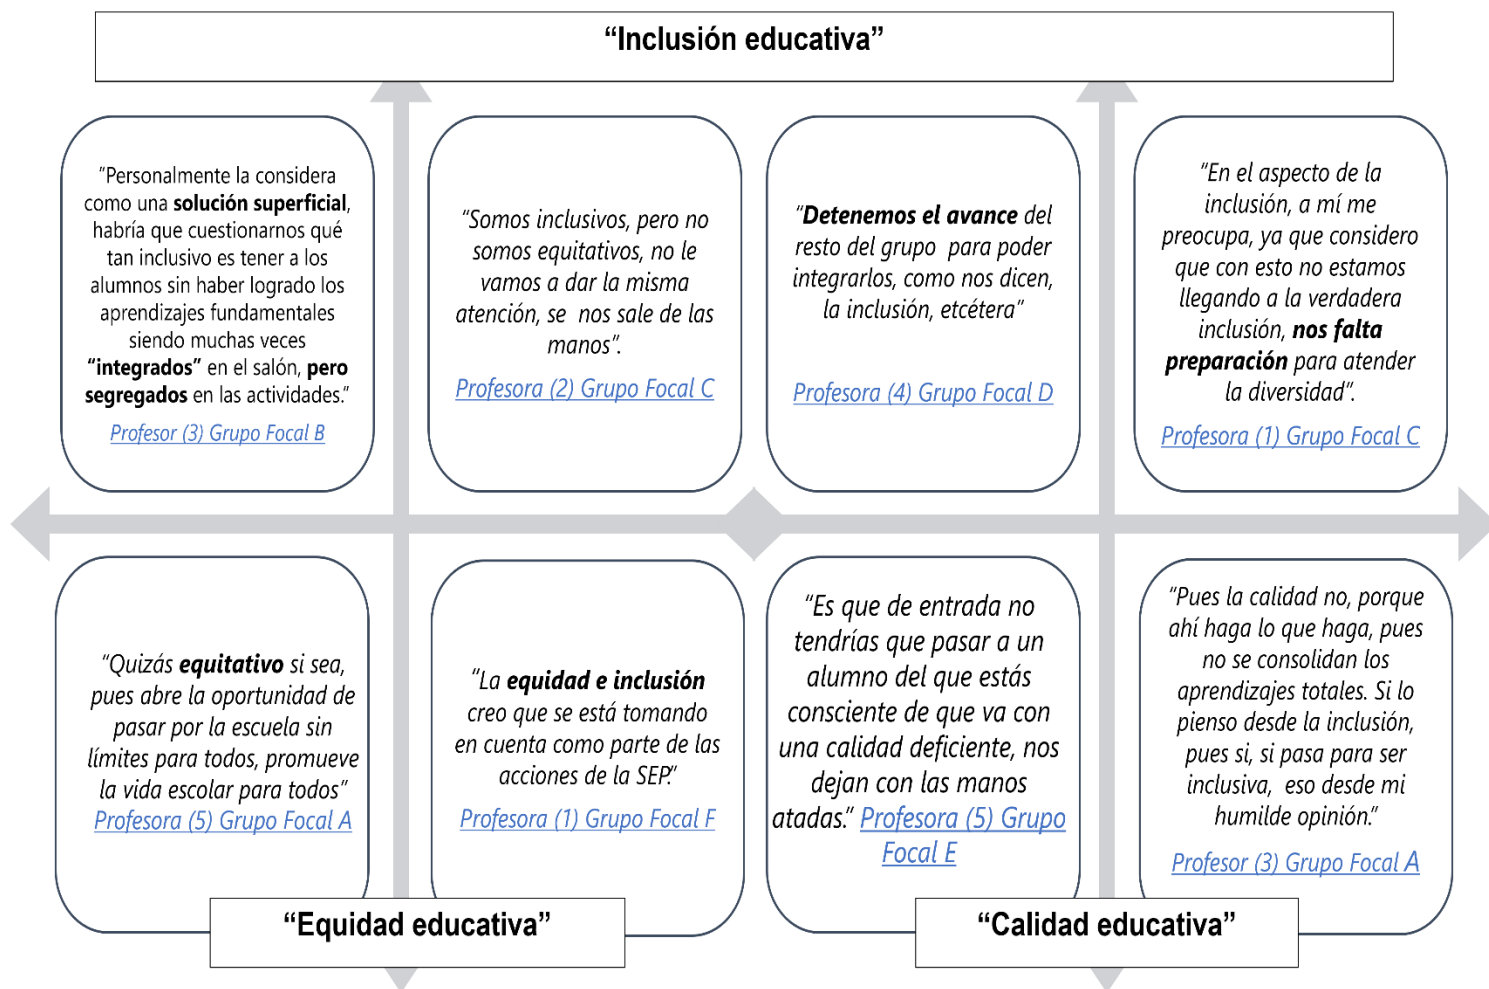 “Inclusión educativa”
“Personalmente la considera
como una solución superficial,
habría que cuestionarnos qué
tan inclusivo es tener a los
alumnos sin haber logrado los
aprendizajes fundamentales
siendo muchas veces
“integrados” en el salón, pero
segregados en las actividades.”
Profesor (3) Grupo Focal B
“Somos inclusivos, pero no
somos equitativos, no le
vamos a dar la misma
atención, se nos sale de las
manos”.
Profesora (2) Grupo Focal C
“Detenemos el avance del
resto del grupo para poder
integrarlos, como nos dicen,
la inclusión, etcétera”
Profesora (4) Grupo Focal D
“En el aspecto de la
inclusión, a mí me
preocupa, ya que considero
que con esto no estamos
llegando a la verdadera
inclusión, nos falta
preparación para atender
la diversidad”.
Profesora (1) Grupo Focal C
“Quizás equitativo si sea,
pues abre la oportunidad de
pasar por la escuela sin
límites para todos, promueve
la vida escolar para todos”
Profesora (5) Grupo Focal A
“La equidad e inclusión
creo que se está tomando
en cuenta como parte de las
acciones de la SEP.”
Profesora (1) Grupo Focal F
“Es que de entrada no
tendrías que pasar a un
alumno del que estás
consciente de que va con
una calidad deficiente, nos
dejan con las manos
atadas.” Profesora (5) Grupo
Focal E
“Pues la calidad no, porque
ahí haga lo que haga, pues
no se consolidan los
aprendizajes totales. Si lo
pienso desde la inclusión,
pues si, si pasa para ser
inclusiva, eso desde mi
humilde opinión.”
Profesor (3) Grupo Focal A
“Equidad educativa”
“Calidad educativa”